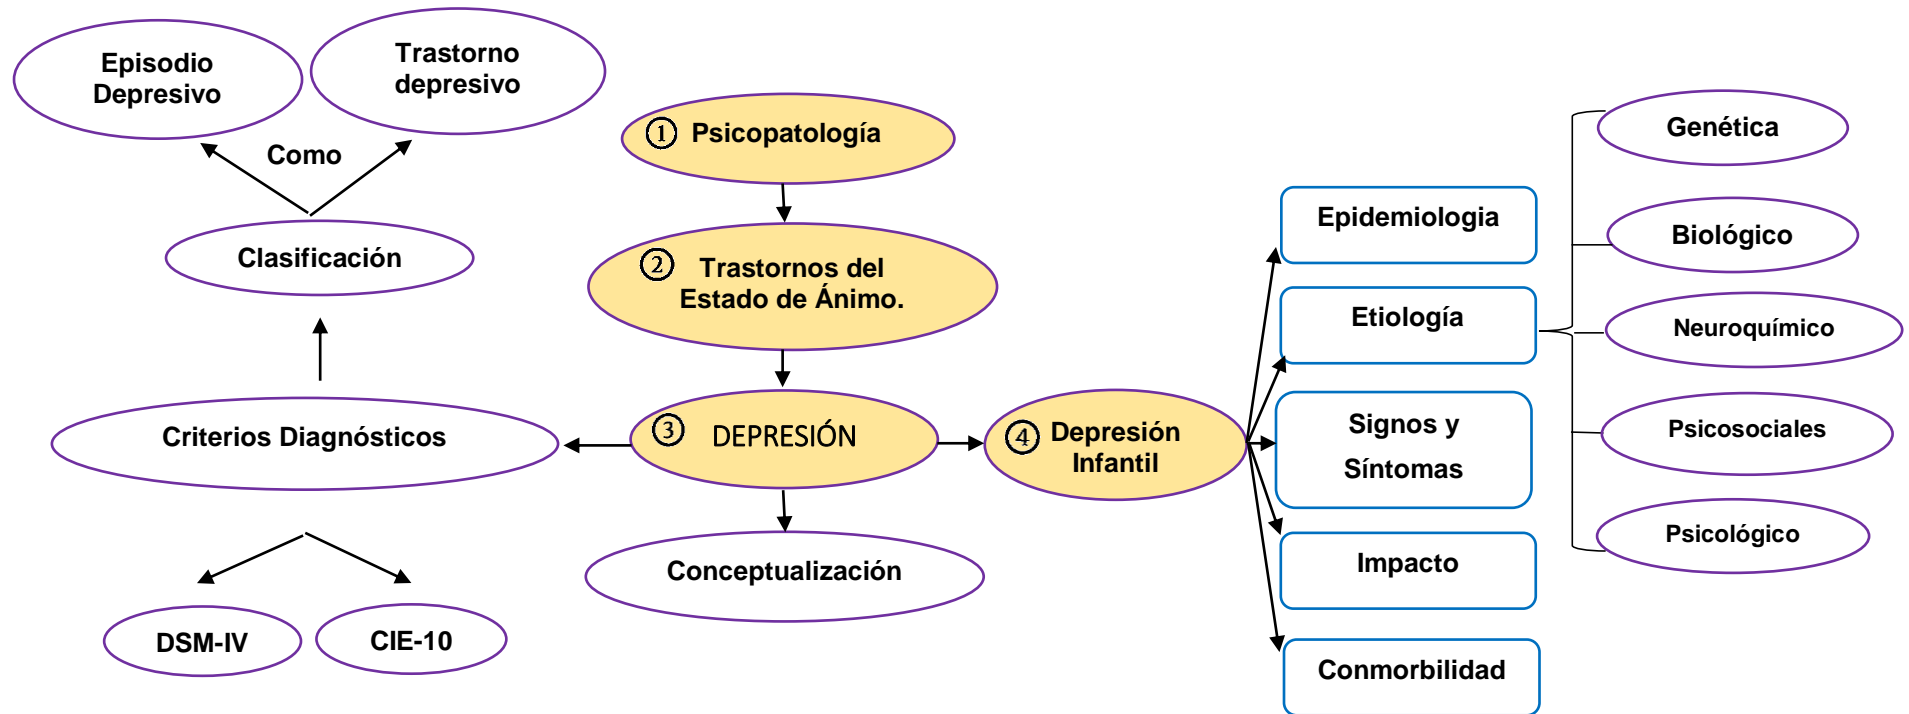 Episodio
Depresivo
Trastorno
depresivo
Como
Clasificación
Criterios Diagnósticos
DSM-IV
CIE-10
① Psicopatología
② Trastornos del
Estado de Ánimo.
③ DEPRESIÓN
Conceptualización
④ Depresión
Infantil
Epidemiologia
Etiología
Signos y
Síntomas
Impacto
Conmorbilidad
Genética
Biológico
Neuroquímico
Psicosociales
Psicológico